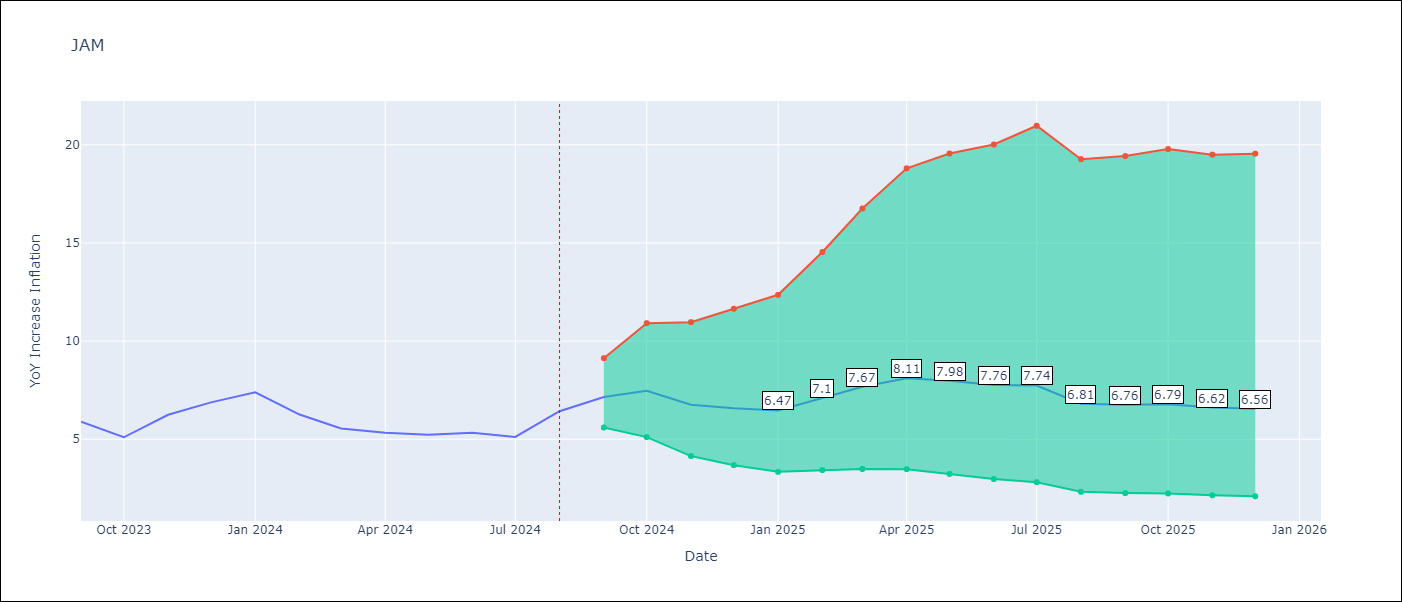 JAM
YoY Increase Inflation
20
15
10
5
6.47
7.1
7.67
8.11
7.98
7.76
7.74
6.81
6.76
6.79
6.62
6.56
Oct 2023
Jan 2024
Apr 2024
Jul 2024
Oct 2024
Jan 2025
Apr 2025
Jul 2025
Oct 2025
Jan 2026
Date